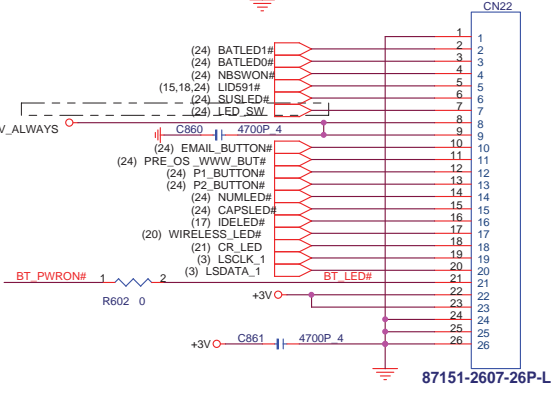 CN22
1 1
(24) BATLED1# 2 2
(24) BATLED0# 3 3
(24) NBSWON# 4 4
(15,18,24) LID591# 5 5
(24) SUSLED# 6 6
(24) LED_SW 7 7
V_ALWAYS 8 8
C860 4700P_4 9 9
(24) EMAIL_BUTTON# 10 10
(24) PRE_OS _WWW_BUT# 11 11
(24) P1_BUTTON# 12 12
(24) P2_BUTTON# 13 13
(24) NUMLED# 14 14
(24) CAPSLED# 15 15
(17) IDELED# 16 16
(20) WIRELESS_LED# 17 17
(21) CR_LED 18 18
(3) LSCLK_1 19 19
(3) LSDATA_1 20 20
BT_PWRON# 1 2 BT_LED# 21 21
R602 0
+3V 22 22
23 23
24 24
25 25
+3V C861 4700P_4 26 26
87151-2607-26P-L